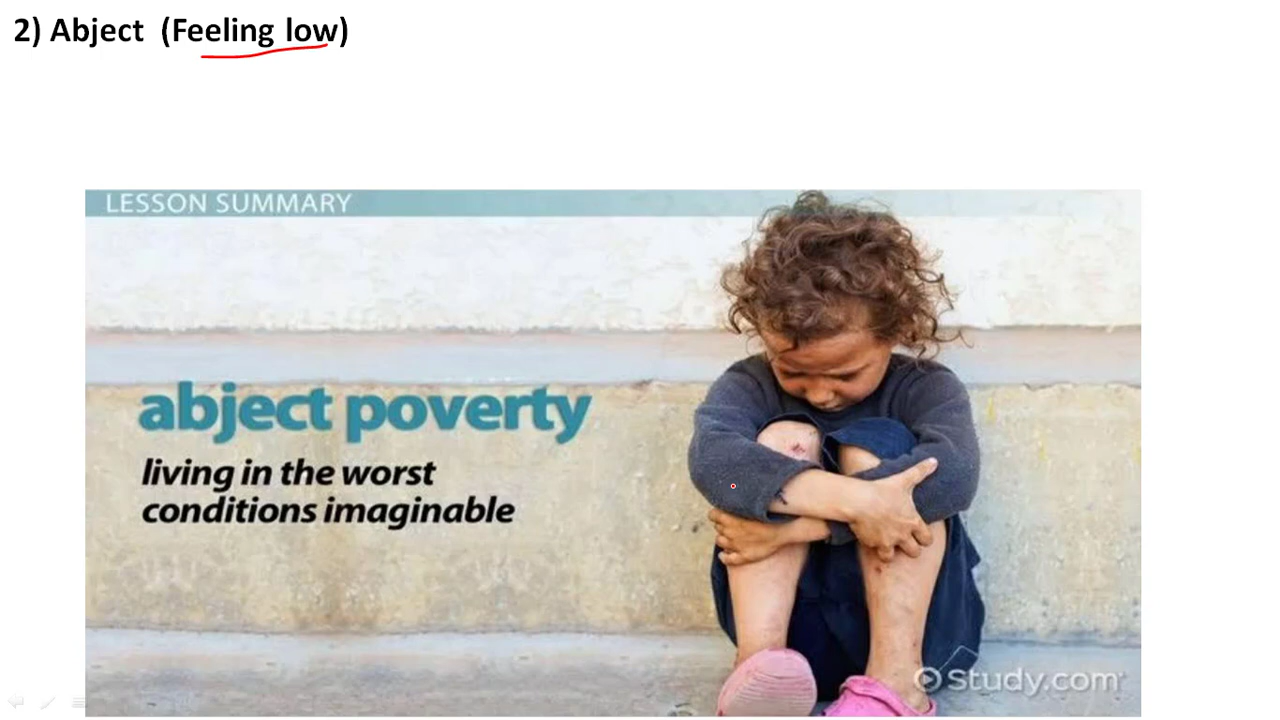 2) Abject (Feeling low)
LESSON SUMMARY
abject poverty
living in the worst
conditions imaginable
Study.com